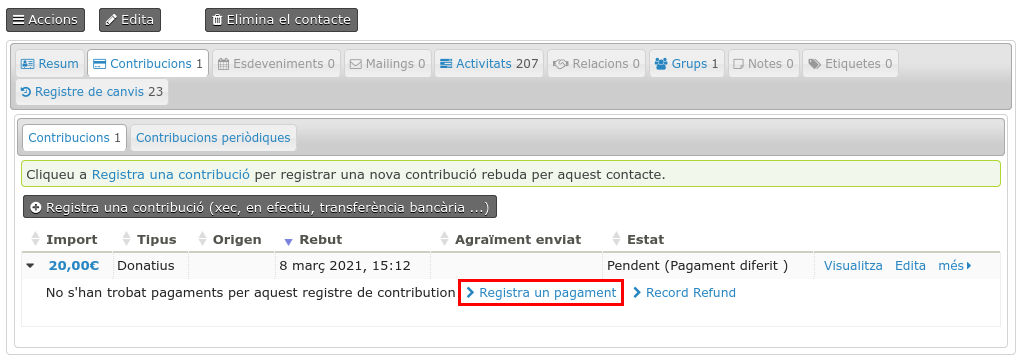 Accions Edita Elimina el contacte
Resum Contribucions 1 Esdeveniments 0 Mailings 0 Activitats 207 Relacions 0 Grups 1 Notes 0 Etiquetes 0
Registre de canvis 23
Contribucions 1 Contribucions periòdiques
Cliqueu a Registra una contribució per registrar una nova contribució rebuda per aquest contacte.
Registra una contribució (xec, en efectiu, transferència bancària ...)
Import Tipus Origen Rebut Agraïment enviat Estat
20,00€ Donatius 8 març 2021, 15:12 Pendent (Pagament diferit ) Visualitza Edita més
No s'han trobat pagaments per aquest registre de contribution Registra un pagament Record Refund